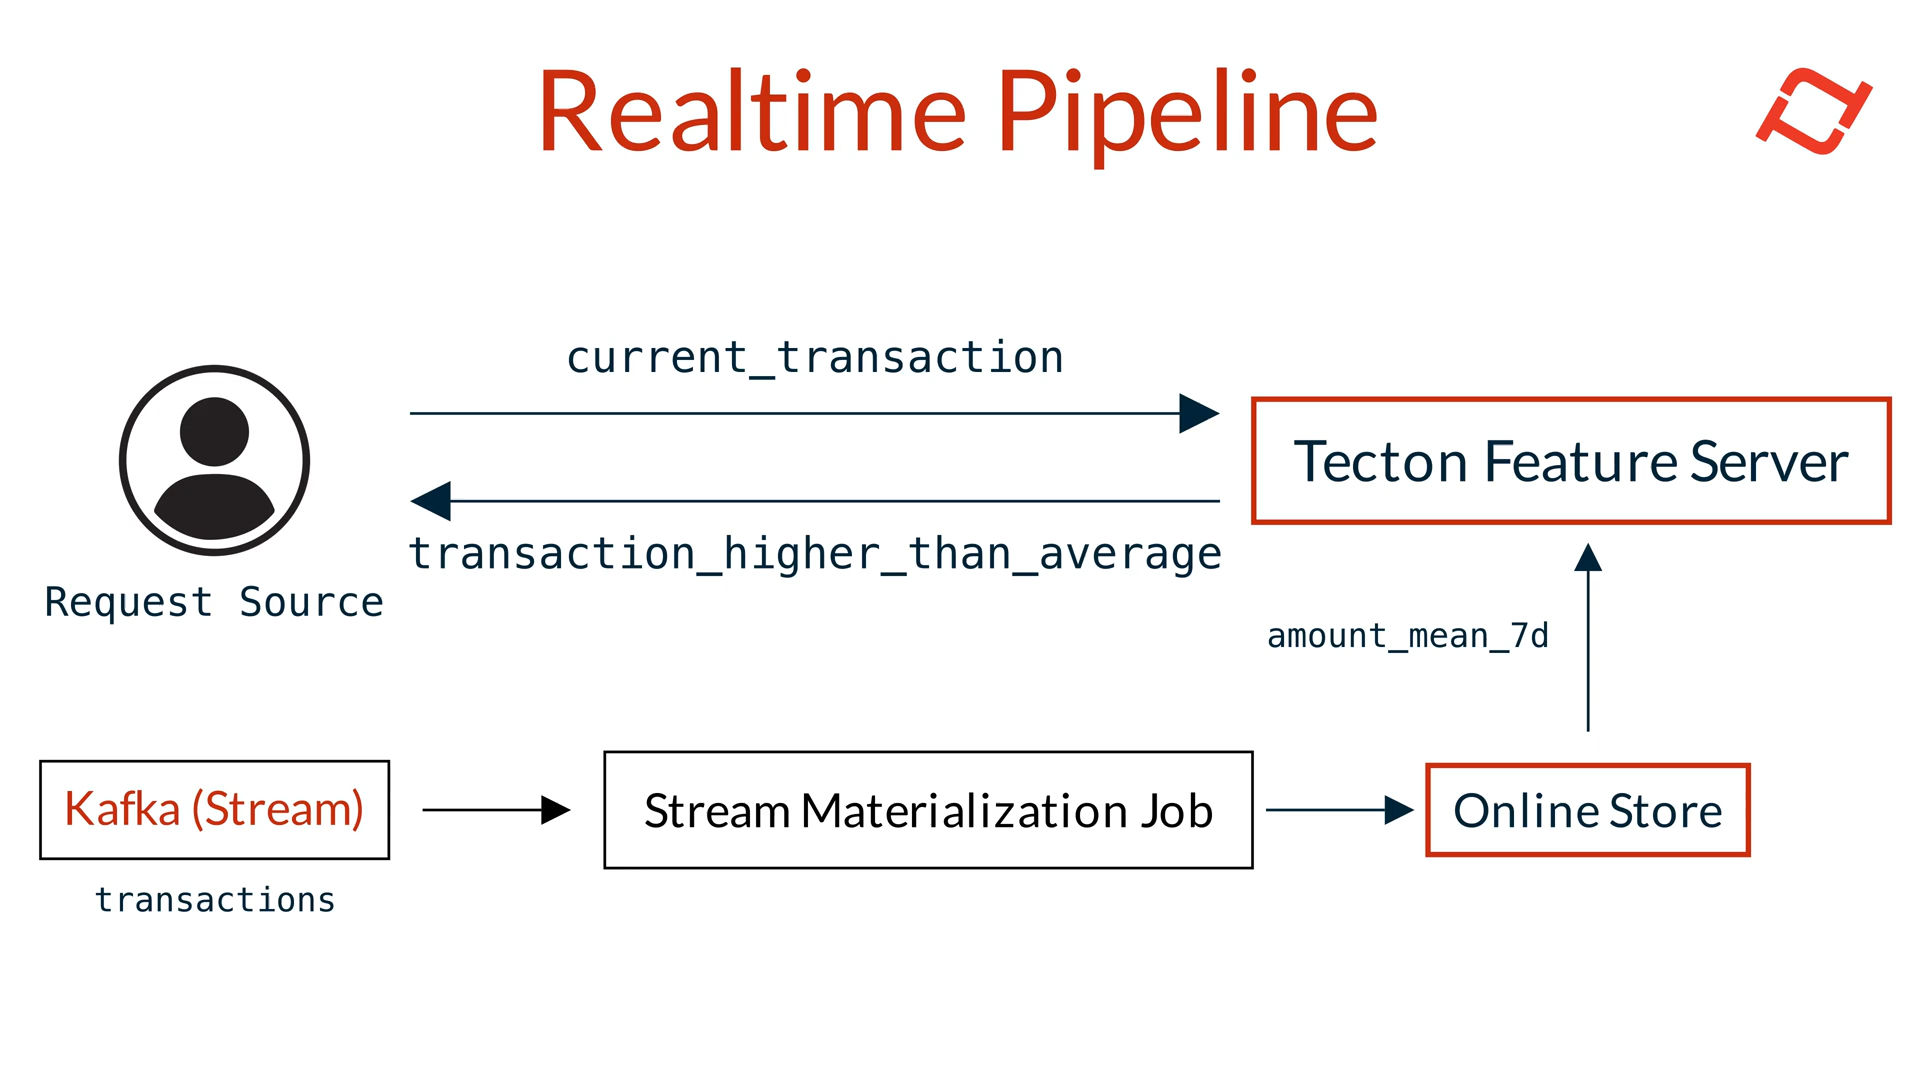 Realtime Pipeline
current_transaction
Tecton Feature Server
transaction_higher_than_average
Request Source
amount_mean_7d
Kafka (Stream)
Stream Materialization Job
Online Store
transactions